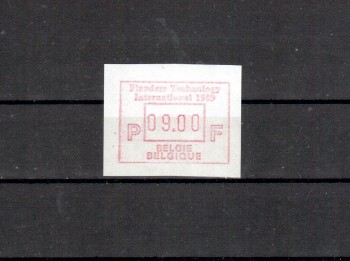 Flanders Technology
International 1989
P 09.00 F
BELGIE
BELGIQUE